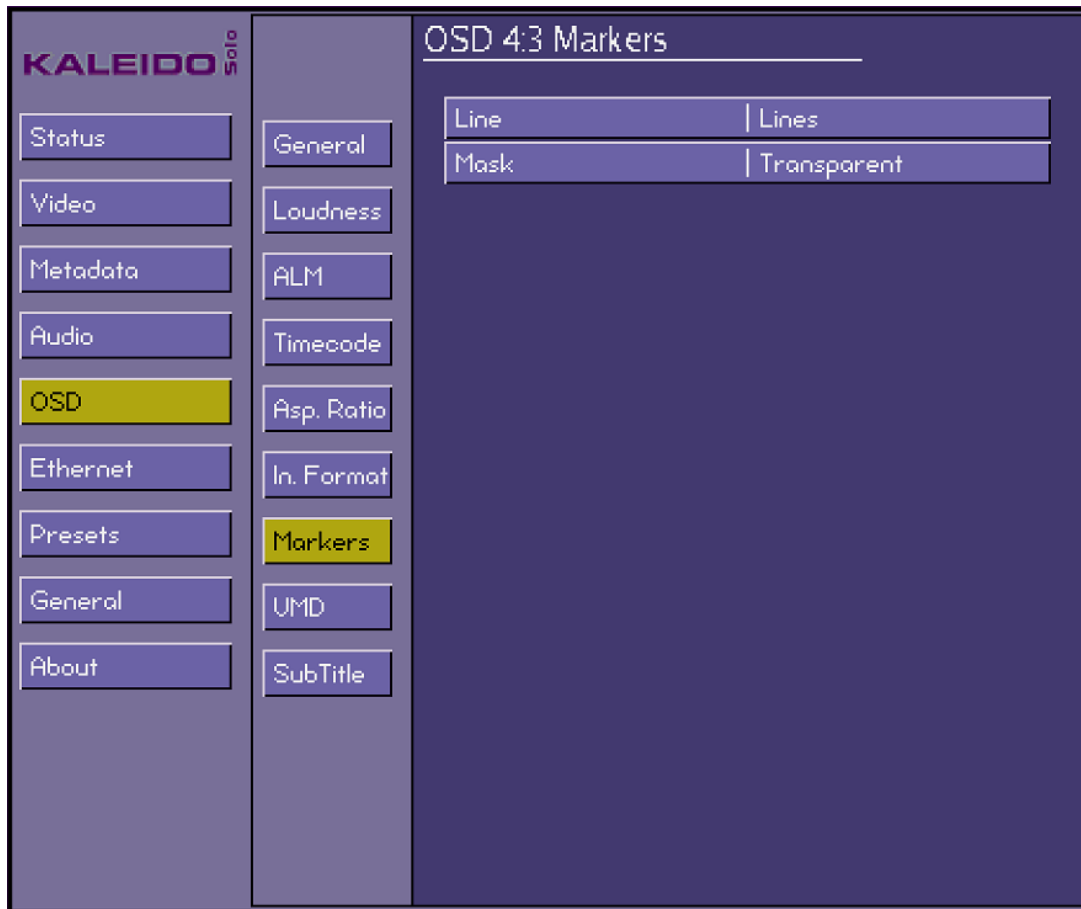 KALEIDO Solo
Status
Video
Metadata
Audio
OSD
Ethernet
Presets
General
About
General
Loudness
ALM
Timecode
Asp. Ratio
In. Format
Markers
UMD
SubTitle
OSD 4:3 Markers
Line | Lines
Mask | Transparent